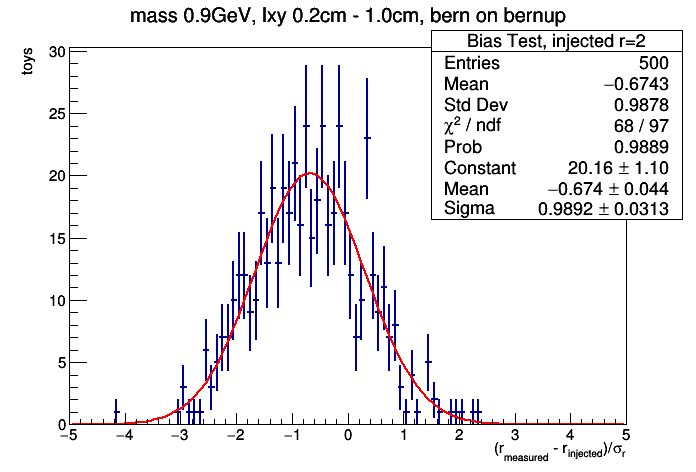 mass 0.9GeV, lxy 0.2cm - 1.0cm, bern on bernup
Bias Test, injected r=2
Entries 500
Mean −0.6743
Std Dev 0.9878
χ² / ndf 68 / 97
Prob 0.9889
Constant 20.16 ± 1.10
Mean −0.674 ± 0.044
Sigma 0.9892 ± 0.0313
toys
30
25
20
15
10
5
0
−5 −4 −3 −2 −1 0 1 2 3 4 5
(r_measured - r_injected)/σ_r